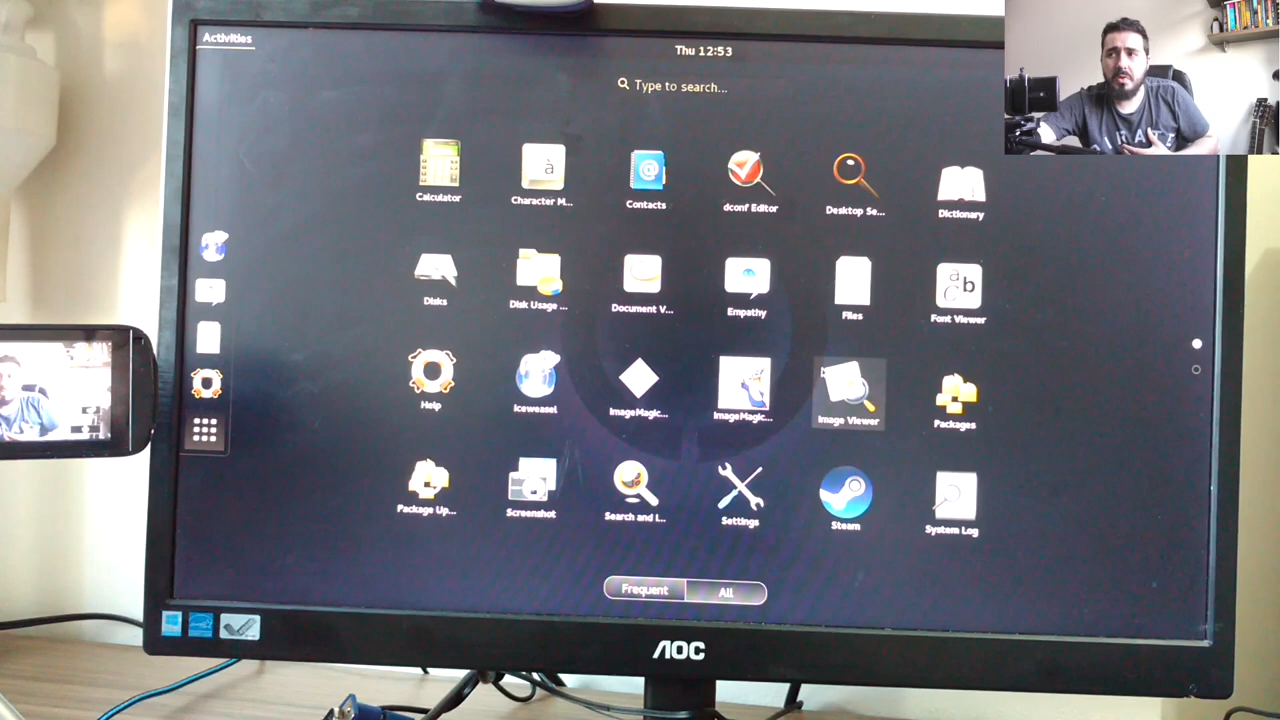 Activities
Thu 12:53
Type to search...
Calculator
Character M...
Contacts
dconf Editor
Desktop Se...
Dictionary
Disks
Disk Usage ...
Document V...
Empathy
Files
Font Viewer
Help
Iceweasel
ImageMagic...
ImageMagic...
Image Viewer
Packages
Package Up...
Screenshot
Search and I...
Settings
Steam
System Log
Frequent
All
AOC